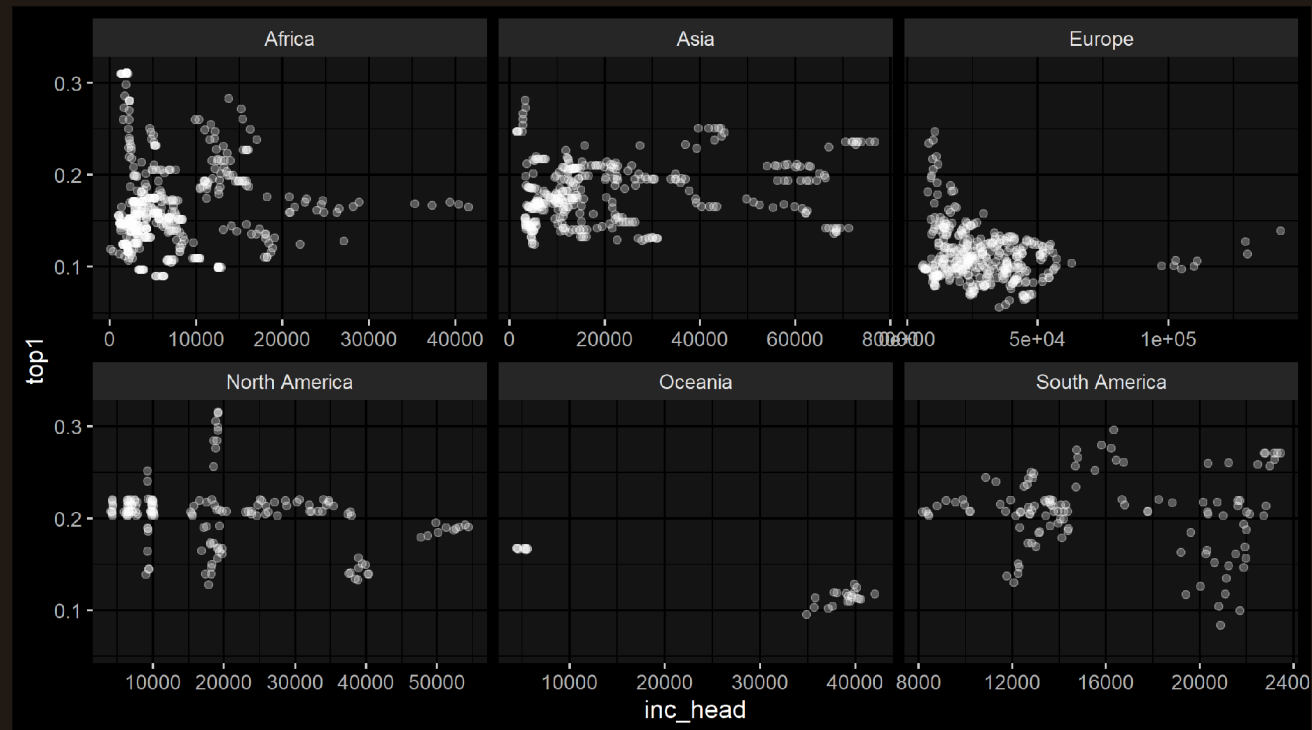 Africa Asia Europe
0.3
0.2
0.1
0 10000 20000 30000 40000 0 20000 40000 60000 5e+04 1e+05
top1
North America Oceania South America
0.3
0.2
0.1
10000 20000 30000 40000 50000 10000 20000 30000 40000 8000 12000 16000 20000 2400
inc_head